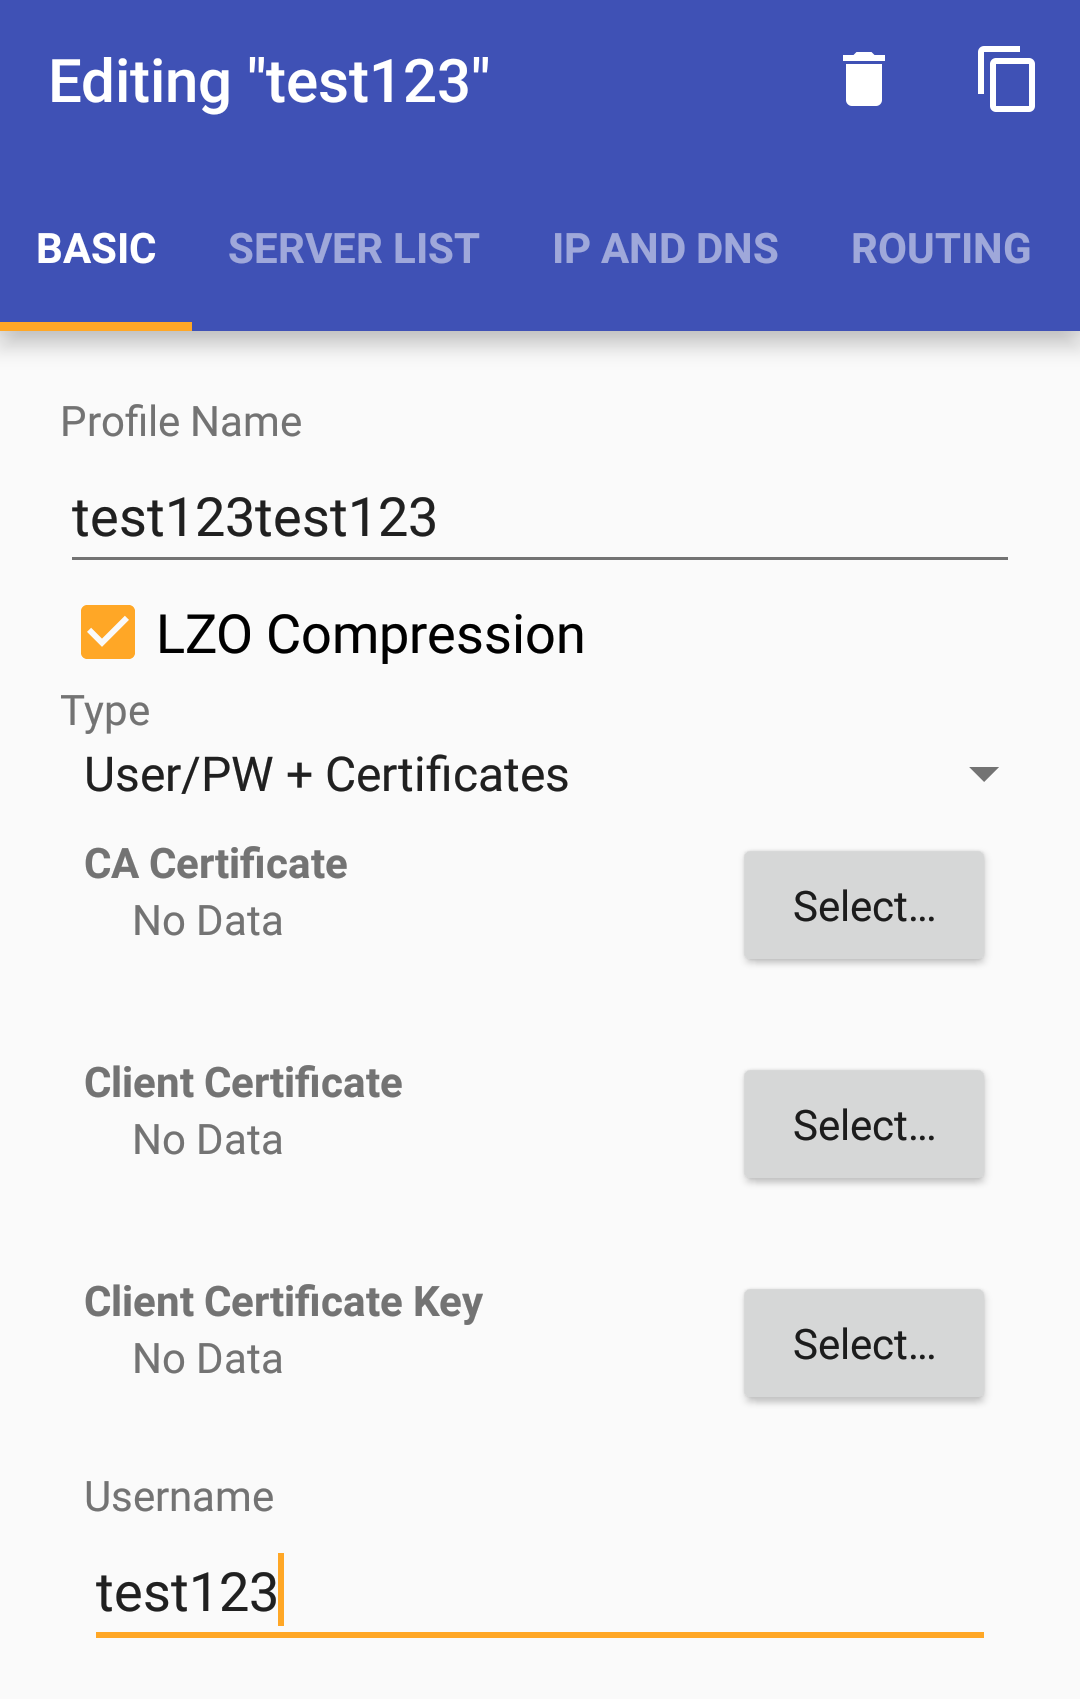 Editing "test123"
BASIC SERVER LIST IP AND DNS ROUTING
Profile Name
test123test123
LZO Compression
Type
User/PW + Certificates
CA Certificate
No Data
Select...
Client Certificate
No Data
Select...
Client Certificate Key
No Data
Select...
Username
test123